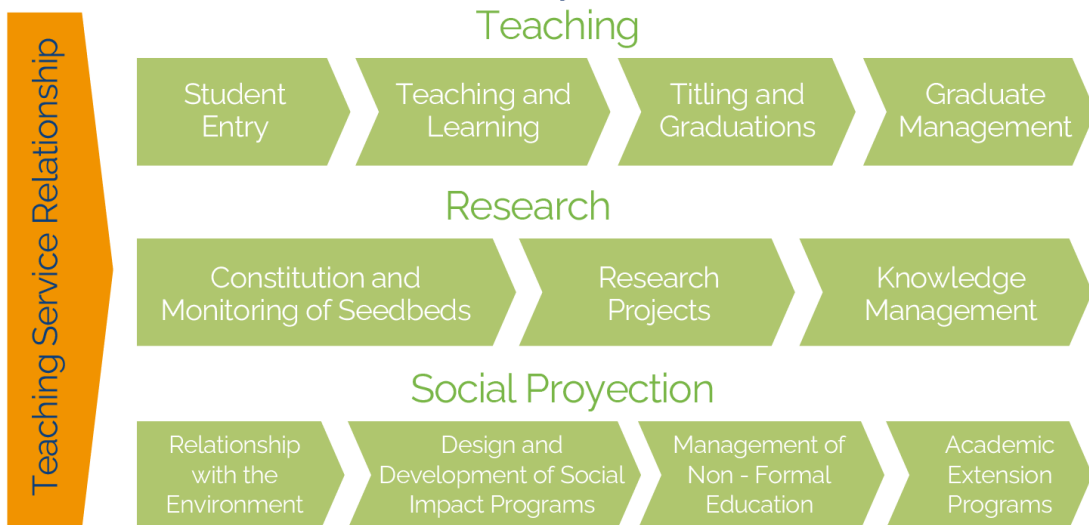 Teaching Service Relationship
Teaching
Student
Entry
Teaching and
Learning
Titling and
Graduations
Graduate
Management
Research
Constitution and
Monitoring of Seedbeds
Research
Projects
Knowledge
Management
Social Proyection
Relationship
with the
Environment
Design and
Development of Social
Impact Programs
Management of
Non - Formal
Education
Academic
Extension
Programs